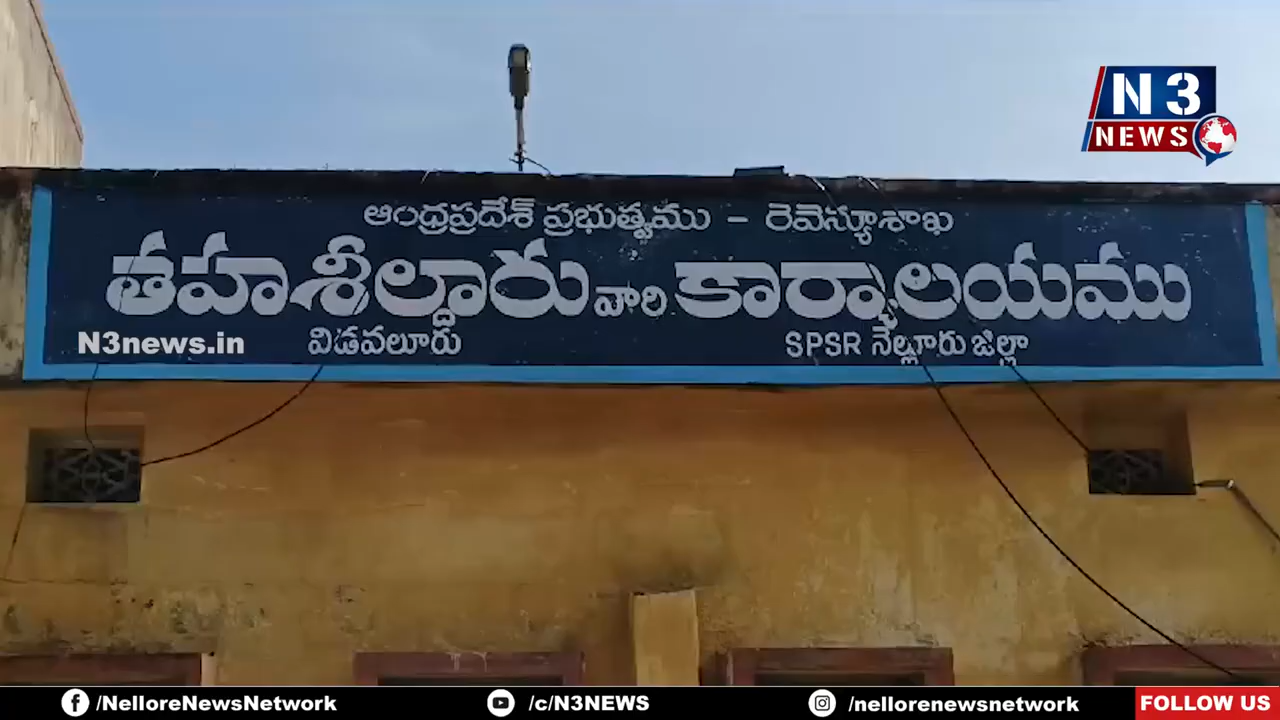 N3
NEWS
ఆంధ్రప్రదేశ్ ప్రభుత్వము - రెవెన్యూశాఖ
తహశీల్దారు వారి కార్యాలయము
N3news.in విడవలూరు SPSR నెల్లూరు జిల్లా
/NelloreNewsNetwork /c/N3NEWS /nellorenewsnetwork FOLLOW US